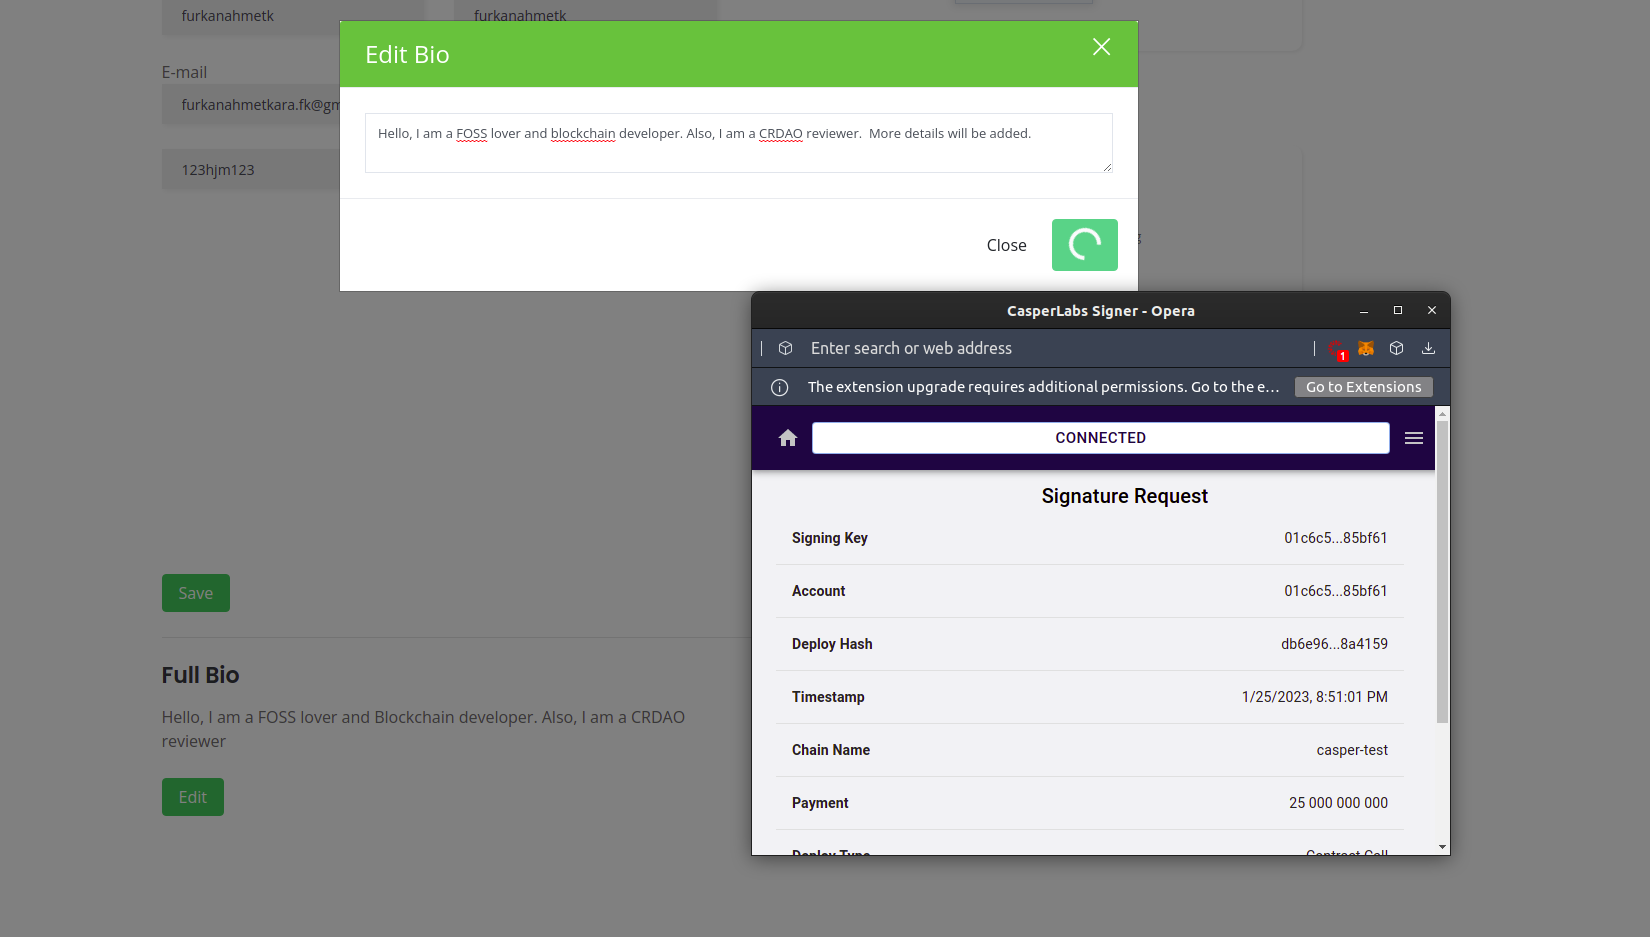 furkanahmetk
furkanahmetk
E-mail
furkanahmetkara.fk@gm
123hjm123
Edit Bio
Hello, I am a FOSS lover and blockchain developer. Also, I am a CRDAO reviewer.  More details will be added.
Close
Save
Full Bio
Hello, I am a FOSS lover and Blockchain developer. Also, I am a CRDAO
reviewer
Edit
CasperLabs Signer - Opera
Enter search or web address
1
The extension upgrade requires additional permissions. Go to the e...
Go to Extensions
CONNECTED
Signature Request
Signing Key 01c6c5...85bf61
Account 01c6c5...85bf61
Deploy Hash db6e96...8a4159
Timestamp 1/25/2023, 8:51:01 PM
Chain Name casper-test
Payment 25 000 000 000
Deploy Type Contract Call